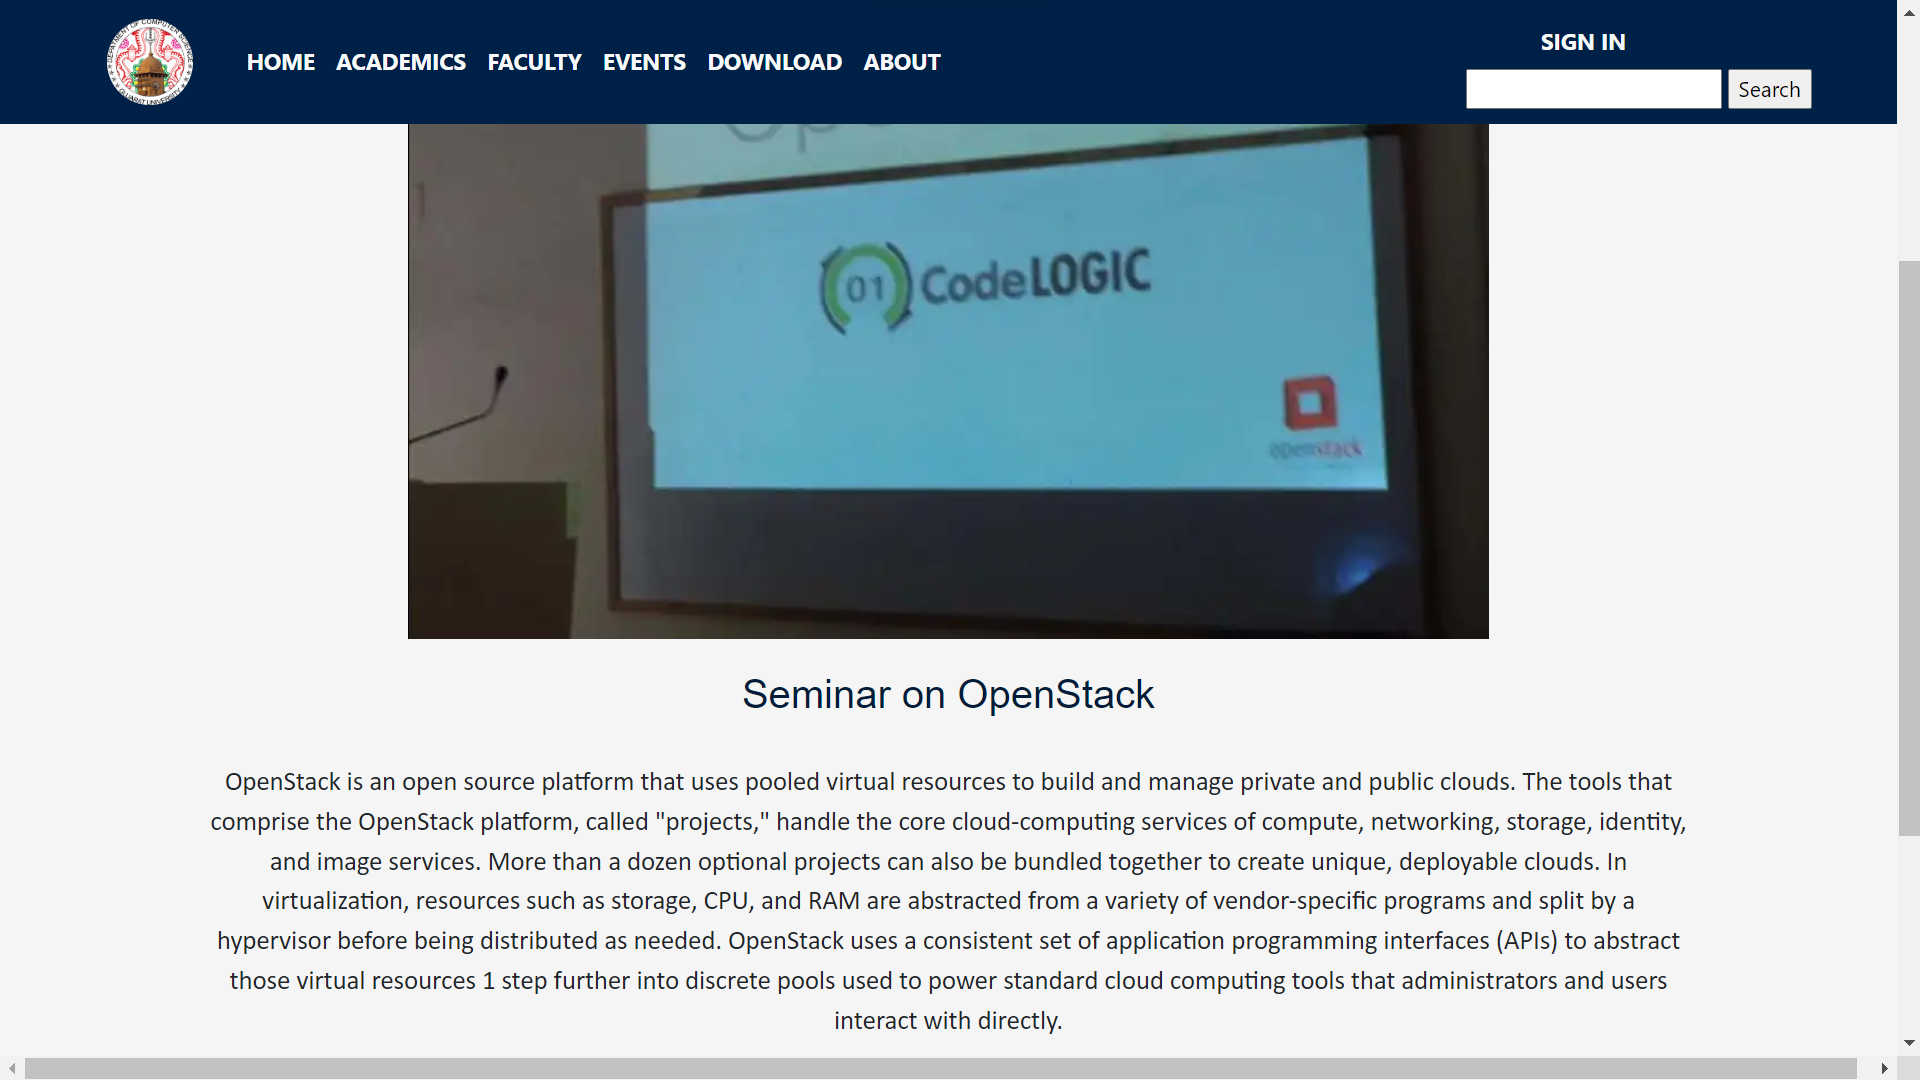 DEPARTMENT OF COMPUTER SCIENCE
GUJARAT UNIVERSITY
HOME ACADEMICS FACULTY EVENTS DOWNLOAD ABOUT
SIGN IN
Search
01 CodeLOGIC
openstack
Seminar on OpenStack
OpenStack is an open source platform that uses pooled virtual resources to build and manage private and public clouds. The tools that
comprise the OpenStack platform, called "projects," handle the core cloud-computing services of compute, networking, storage, identity,
and image services. More than a dozen optional projects can also be bundled together to create unique, deployable clouds. In
virtualization, resources such as storage, CPU, and RAM are abstracted from a variety of vendor-specific programs and split by a
hypervisor before being distributed as needed. OpenStack uses a consistent set of application programming interfaces (APIs) to abstract
those virtual resources 1 step further into discrete pools used to power standard cloud computing tools that administrators and users
interact with directly.